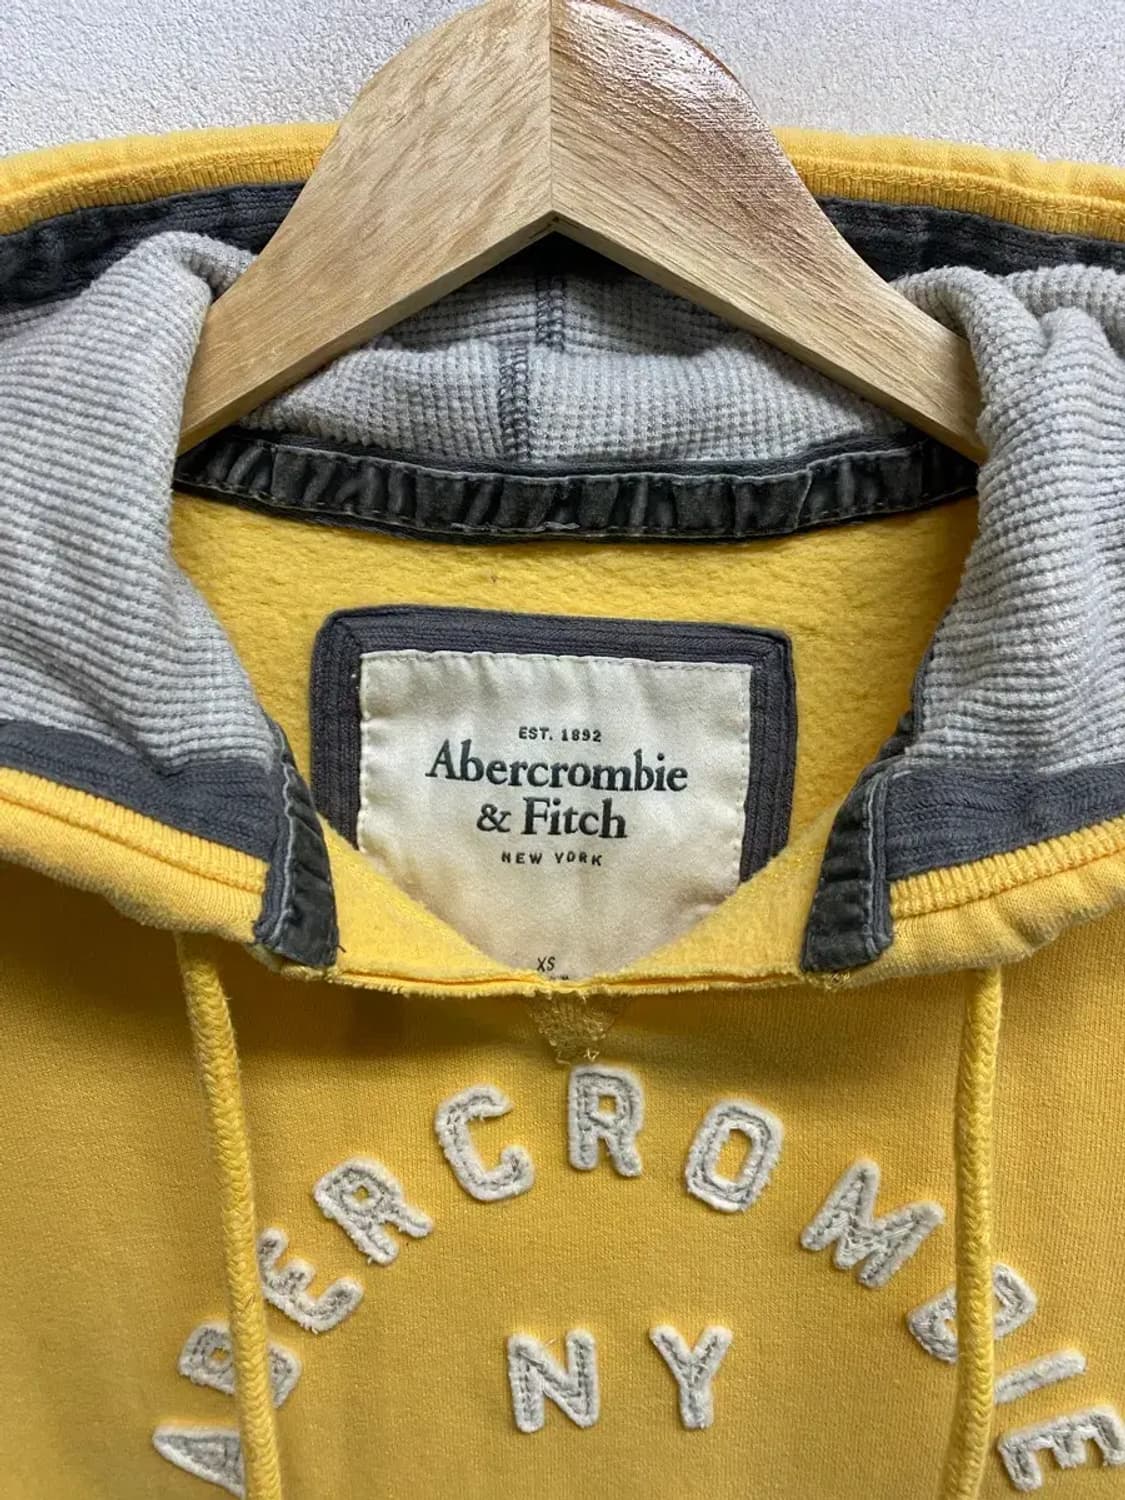 EST. 1892
Abercrombie
& Fitch
NEW YORK
XS
ABERCROMBIE
NY